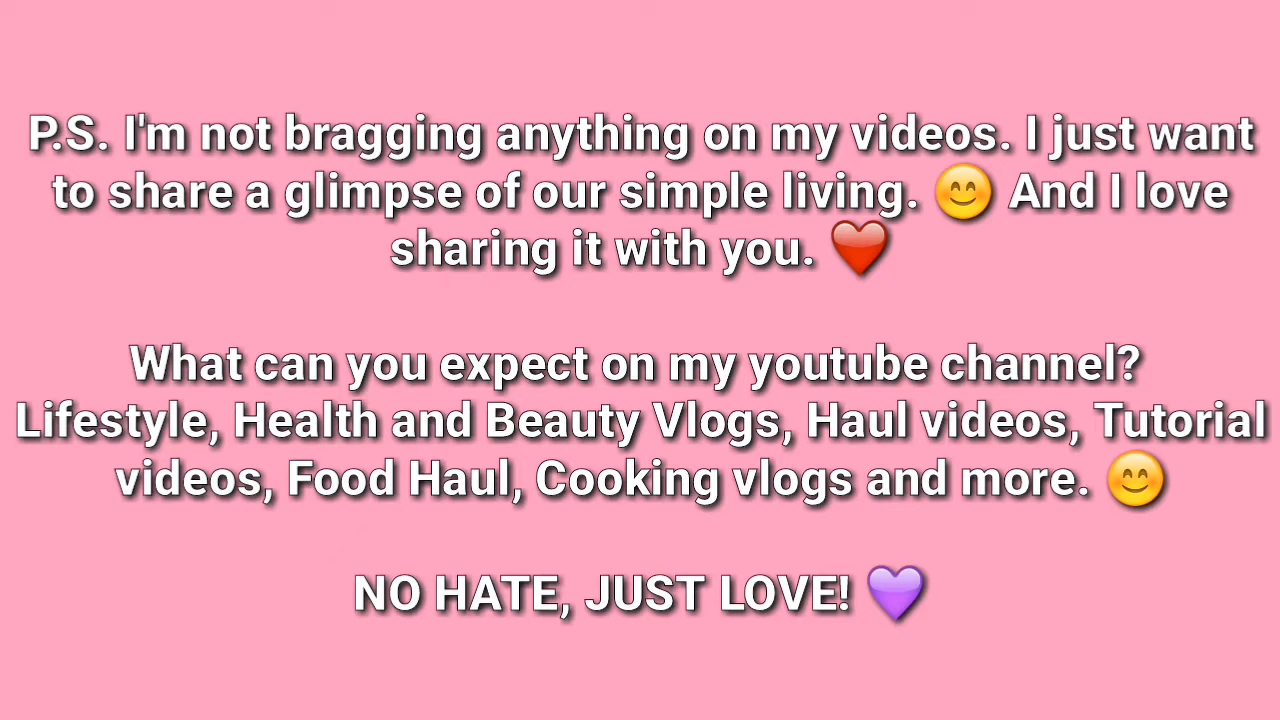 P.S. I'm not bragging anything on my videos. I just want
to share a glimpse of our simple living. 😊 And I love
sharing it with you. ❤️
What can you expect on my youtube channel?
Lifestyle, Health and Beauty Vlogs, Haul videos, Tutorial
videos, Food Haul, Cooking vlogs and more. 😊
NO HATE, JUST LOVE! 💜